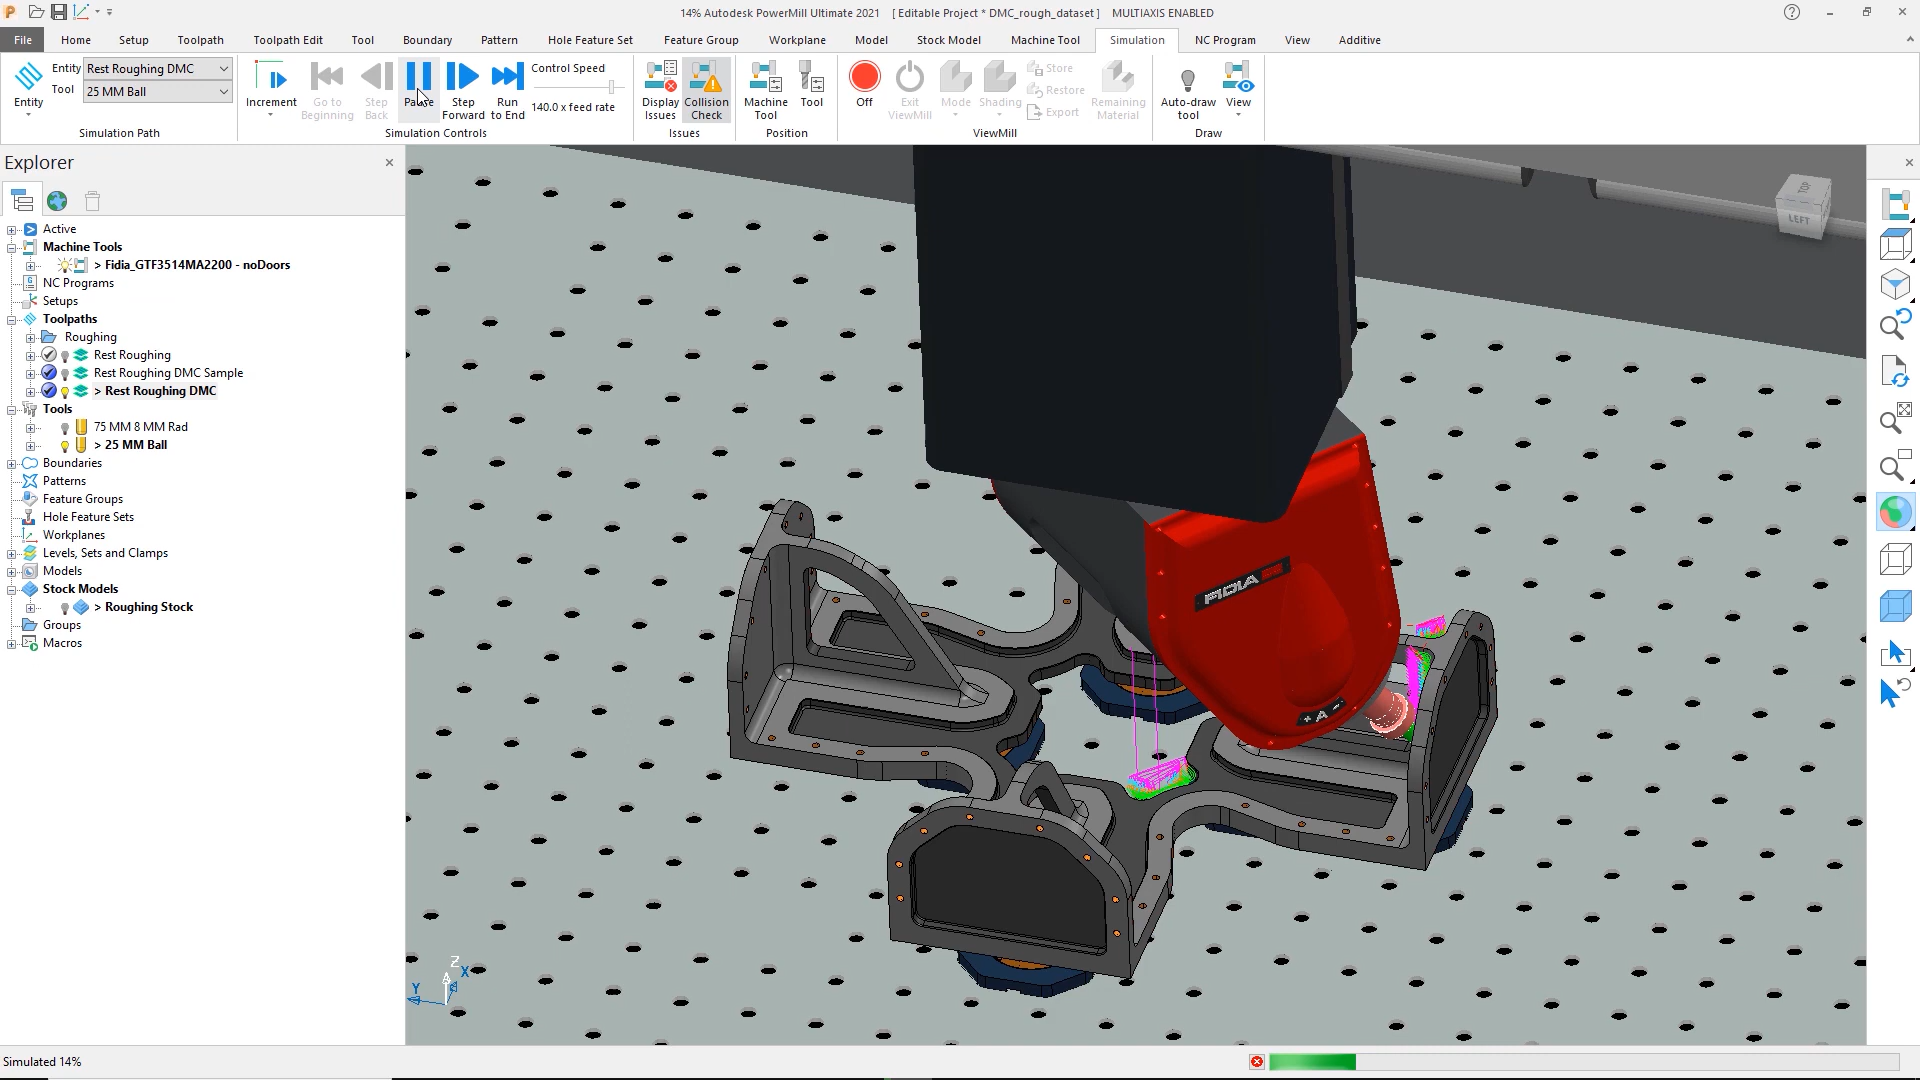 14% Autodesk PowerMill Ultimate 2021 [ Editable Project * DMC_rough_dataset ] MULTIAXIS ENABLED
File Home Setup Toolpath Toolpath Edit Tool Boundary Pattern Hole Feature Set Feature Group Workplane Model Stock Model Machine Tool Simulation NC Program View Additive
Entity
Entity Rest Roughing DMC
Tool 25 MM Ball
Simulation Path
Increment
Go to Beginning
Step Back
Pause
Step Forward
Run to End
Control Speed
140.0 x feed rate
Simulation Controls
Display Issues
Collision Check
Issues
Machine Tool
Tool
Position
Off
Exit ViewMill
Mode
Shading
Store
Restore
Export
Remaining Material
ViewMill
Auto-draw tool
View
Draw
Explorer
Active
Machine Tools
> Fidia_GTF3514MA2200 - noDoors
NC Programs
Setups
Toolpaths
Roughing
Rest Roughing
Rest Roughing DMC Sample
> Rest Roughing DMC
Tools
75 MM 8 MM Rad
> 25 MM Ball
Boundaries
Patterns
Feature Groups
Hole Feature Sets
Workplanes
Levels, Sets and Clamps
Models
Stock Models
> Roughing Stock
Groups
Macros
TOP
LEFT
FIDIA
+ A -
Z
X
Y
Simulated 14%